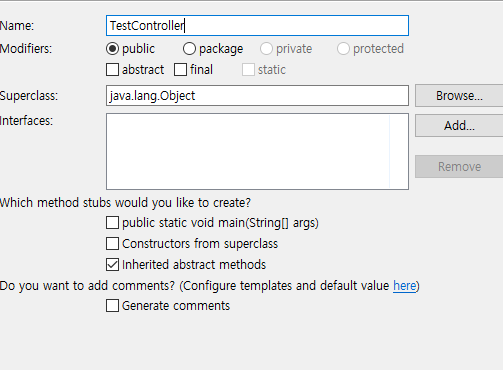 Name: TestController
Modifiers: public package private protected
abstract final static
Superclass: java.lang.Object Browse...
Interfaces: Add...
Remove
Which method stubs would you like to create?
public static void main(String[] args)
Constructors from superclass
Inherited abstract methods
Do you want to add comments? (Configure templates and default value here)
Generate comments